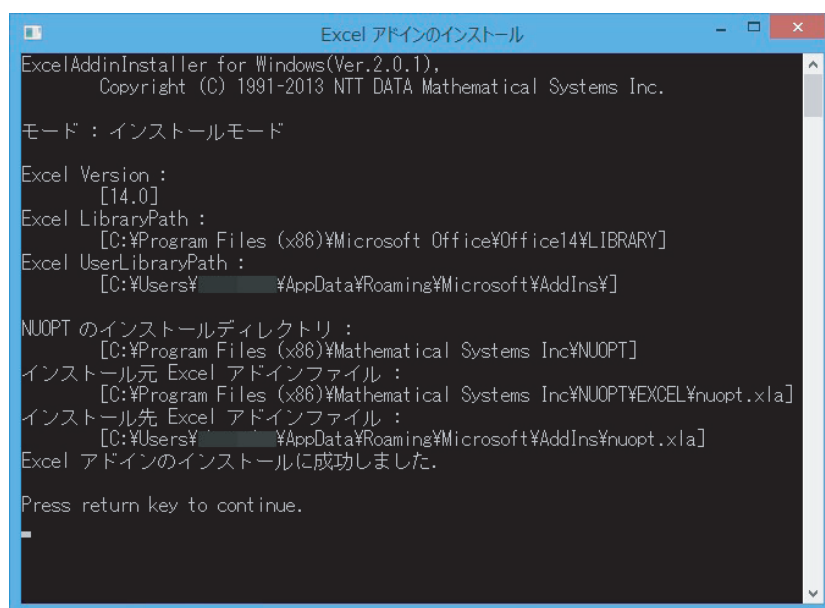 Excel アドインのインストール
ExcelAddinInstaller for Windows(Ver.2.0.1),
Copyright (C) 1991-2013 NTT DATA Mathematical Systems Inc.
モード : インストールモード
Excel Version :
[14.0]
Excel LibraryPath :
[C:¥Program Files (x86)¥Microsoft Office¥Office14¥LIBRARY]
Excel UserLibraryPath :
[C:¥Users¥ ¥AppData¥Roaming¥Microsoft¥AddIns¥]
NUOPT のインストールディレクトリ :
[C:¥Program Files (x86)¥Mathematical Systems Inc¥NUOPT]
インストール元 Excel アドインファイル :
[C:¥Program Files (x86)¥Mathematical Systems Inc¥NUOPT¥EXCEL¥nuopt.xla]
インストール先 Excel アドインファイル :
[C:¥Users¥ ¥AppData¥Roaming¥Microsoft¥AddIns¥nuopt.xla]
Excel アドインのインストールに成功しました.
Press return key to continue.